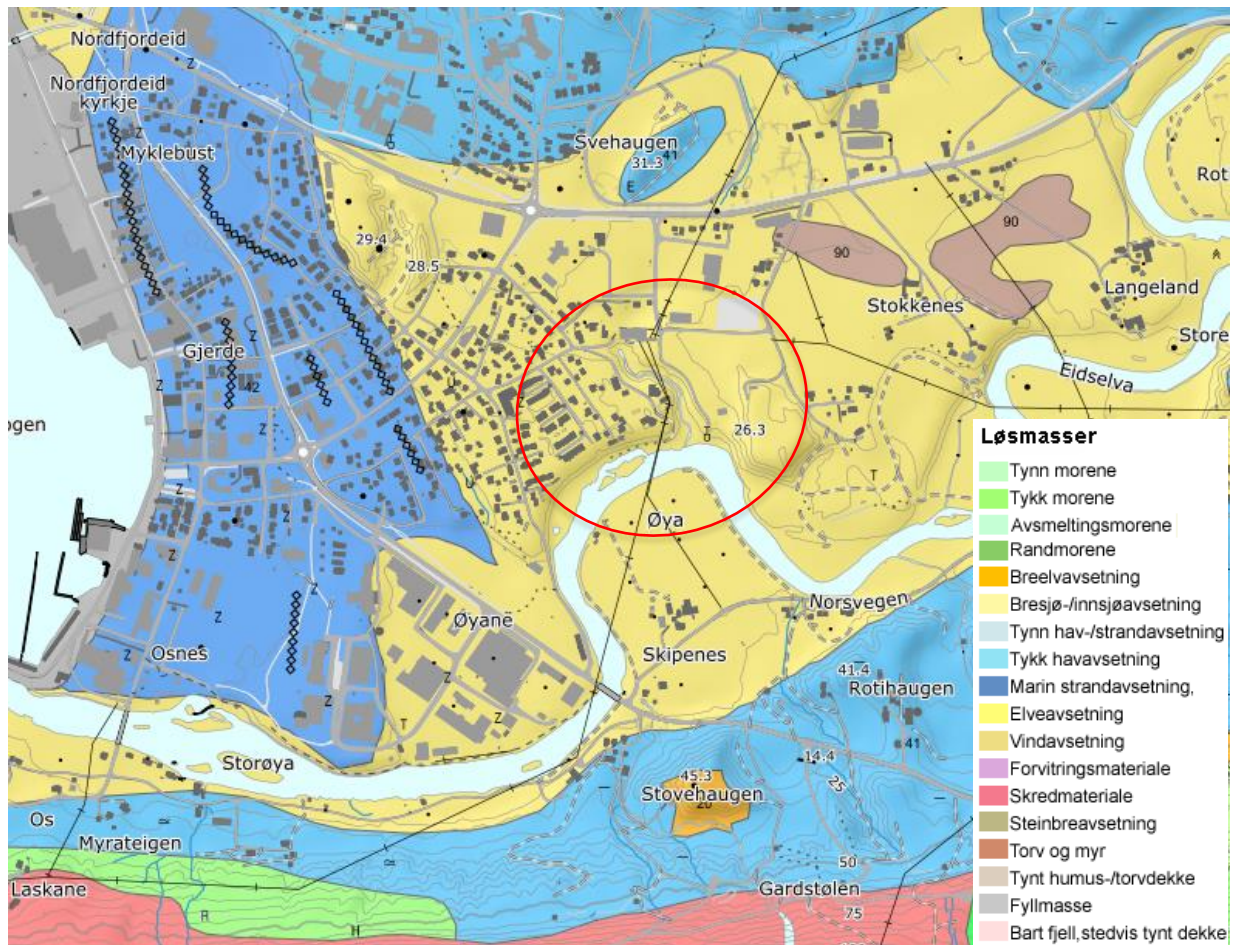 Nordfjordeid
Nordfjordeid
kyrkje
Myklebust
Svehaugen
31.3
41
E
Rot
29.4
28.5
90
90
Langeland
Stokkenes
Store
Gjerde
42
Eidselva
ogen
26.3
Øya
T
Norsvegen
Øyane
Osnes
Skipenes
41.4
Rotihaugen
41
Storøya
14.4
25
45.3
Stovehaugen
20
Os
Myrateigen
50
Laskane
Gardstølen
75
R
H
Løsmasser
Tynn morene
Tykk morene
Avsmeltingsmorene
Randmorene
Breelvavsetning
Bresjø-/innsjøavsetning
Tynn hav-/strandavsetning
Tykk havavsetning
Marin strandavsetning,
Elveavsetning
Vindavsetning
Forvitringsmateriale
Skredmateriale
Steinbreavsetning
Torv og myr
Tynt humus-/torvdekke
Fyllmasse
Bart fjell,stedvis tynt dekke